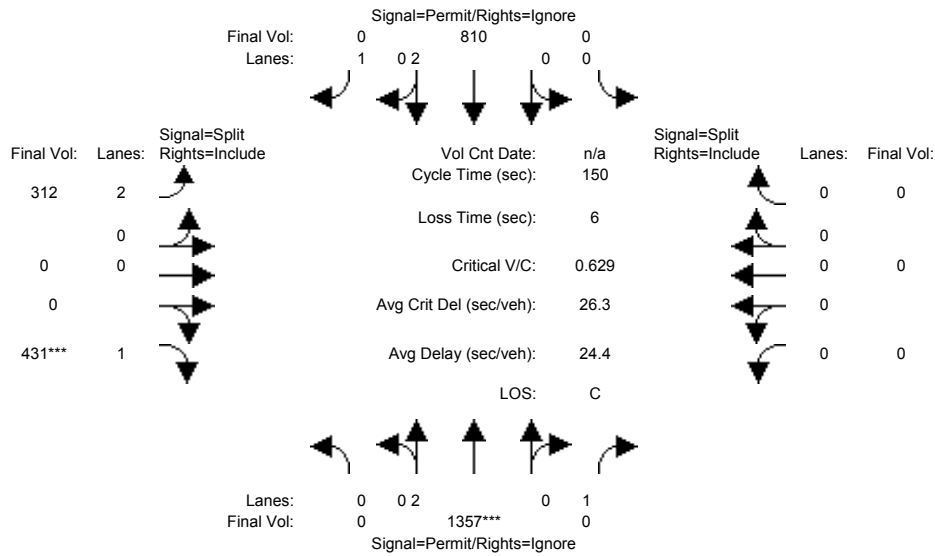 Signal=Permit/Rights=Ignore
Final Vol: 0 810 0
Lanes: 1 0 2 0 0
Signal=Split
Final Vol: Lanes: Rights=Include
Vol Cnt Date: n/a
Signal=Split
Rights=Include Lanes: Final Vol:
Cycle Time (sec): 150
312 2
0 0
Loss Time (sec): 6
0
0
0 0
Critical V/C: 0.629
0 0
0
Avg Crit Del (sec/veh): 26.3
0
431*** 1
Avg Delay (sec/veh): 24.4
0 0
LOS: C
Lanes: 0 0 2 0 1
Final Vol: 0 1357*** 0
Signal=Permit/Rights=Ignore